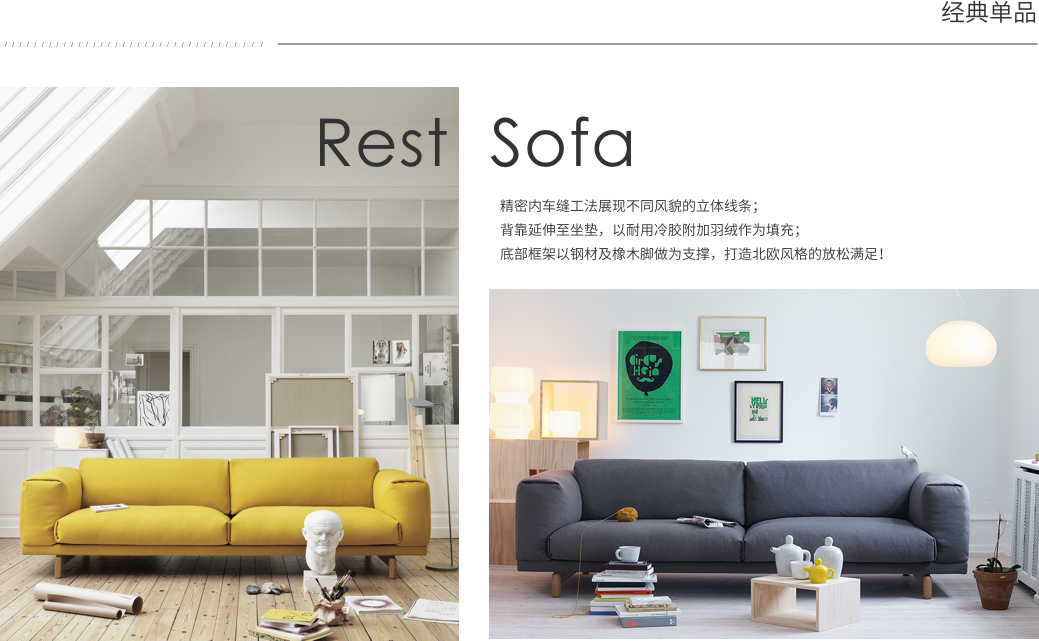 经典单品
Rest Sofa
精密内车缝工法展现不同风貌的立体线条；
背靠延伸至坐垫，以耐用冷胶附加羽绒作为填充；
底部框架以钢材及橡木脚做为支撑，打造北欧风格的放松满足！
CIRCUS
HEIN
HELLO